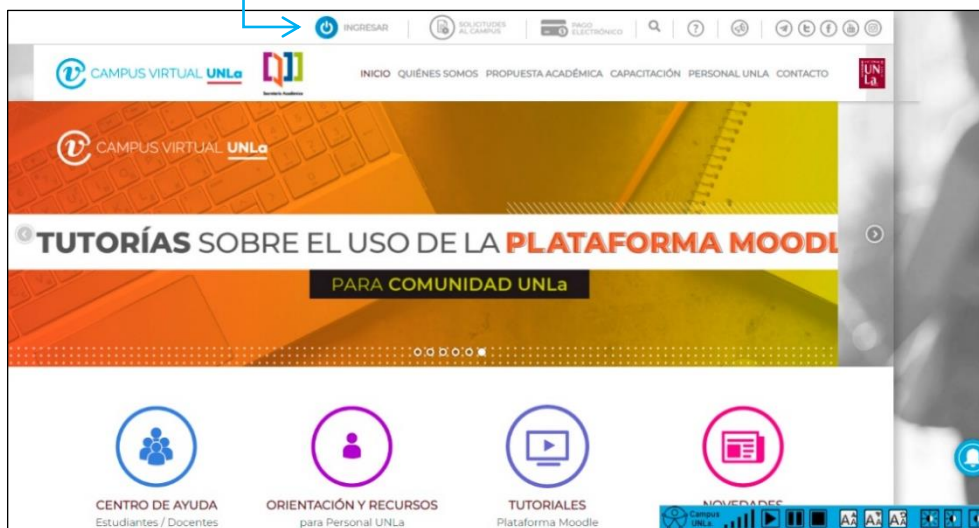 INGRESAR
SOLICITUDES
AL CAMPUS
PAGO
ELECTRÓNICO
CAMPUS VIRTUAL UNLa
Secretaría Académica
INICIO QUIÉNES SOMOS PROPUESTA ACADÉMICA CAPACITACIÓN PERSONAL UNLA CONTACTO
UN
La
CAMPUS VIRTUAL UNLa
TUTORÍAS SOBRE EL USO DE LA PLATAFORMA MOODL
PARA COMUNIDAD UNLa
CENTRO DE AYUDA
Estudiantes / Docentes
ORIENTACIÓN Y RECURSOS
para Personal UNLa
TUTORIALES
Plataforma Moodle
NOVEDADES
Campus
UNLa